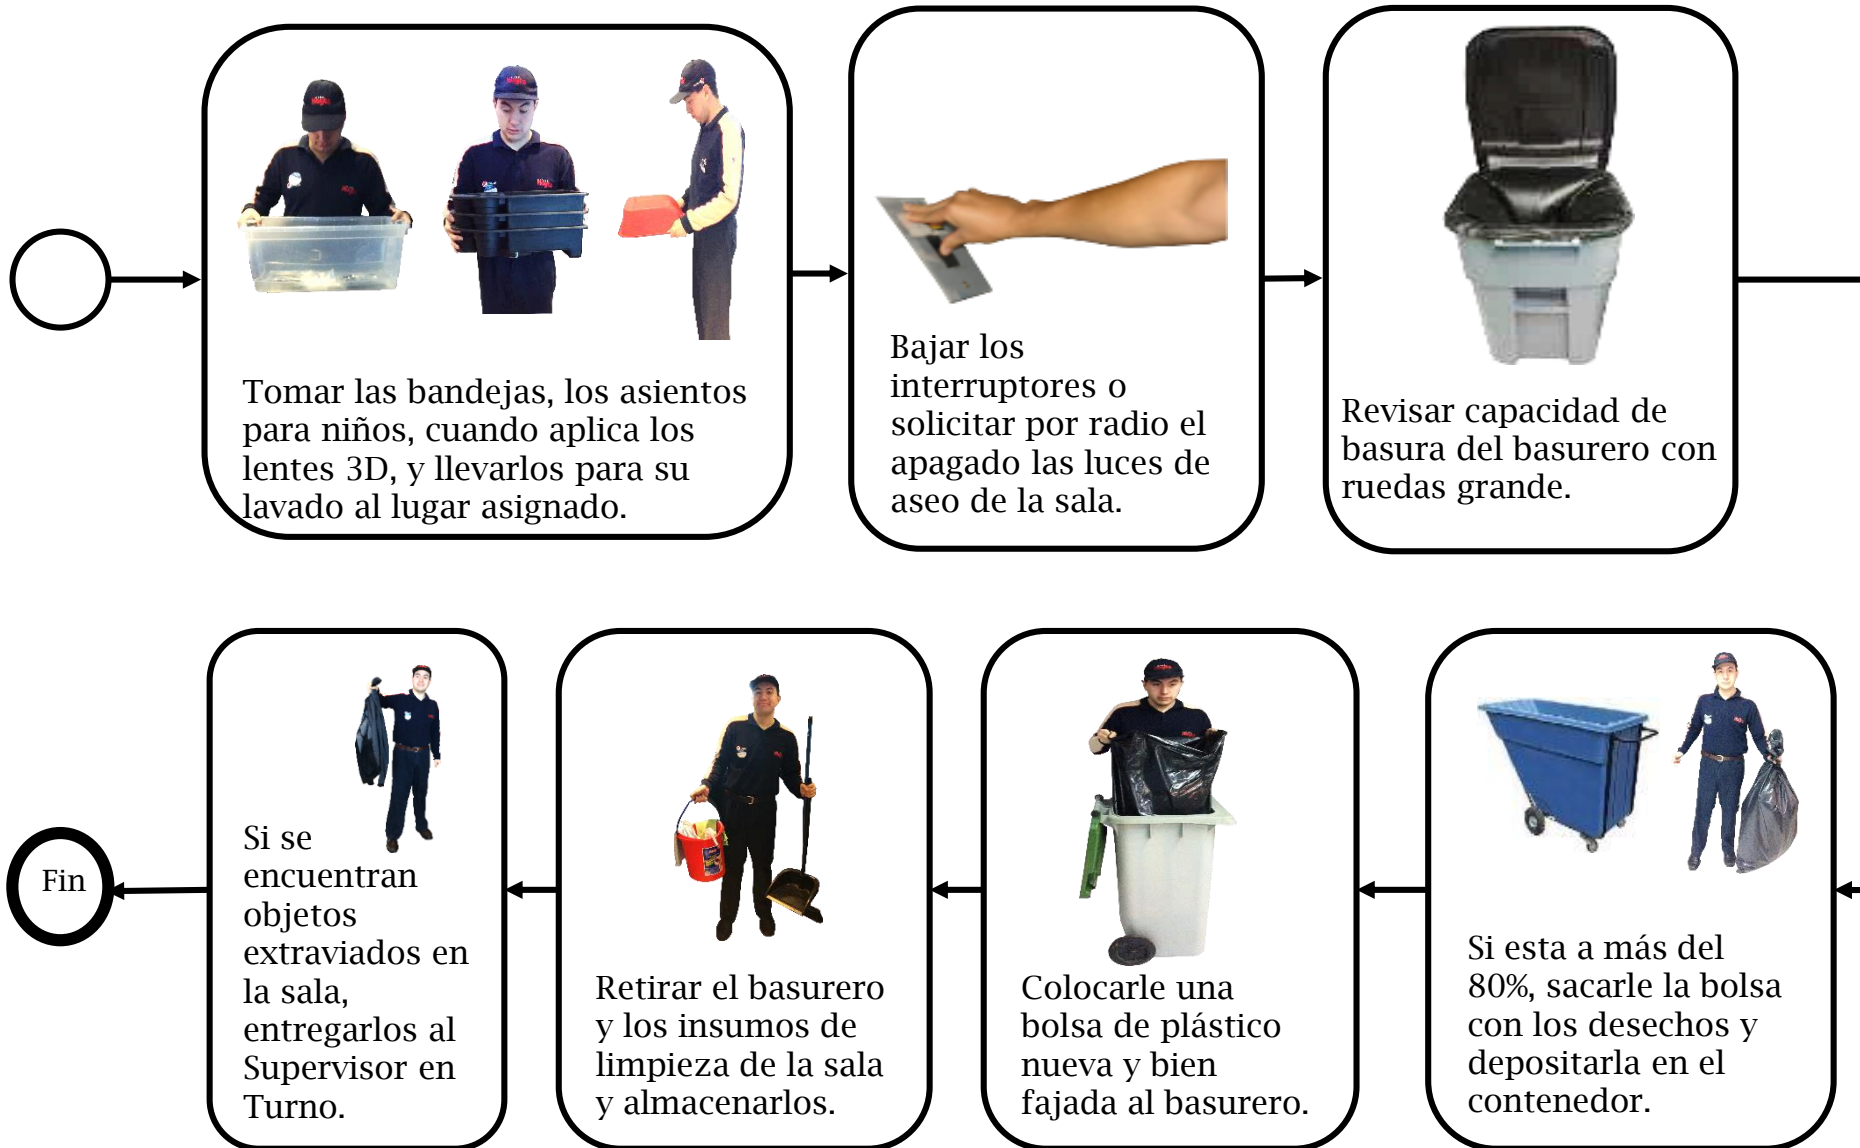 Tomar las bandejas, los asientos
para niños, cuando aplica los
lentes 3D, y llevarlos para su
lavado al lugar asignado.
Bajar los
interruptores o
solicitar por radio el
apagado las luces de
aseo de la sala.
Revisar capacidad de
basura del basurero con
ruedas grande.
Si esta a más del
80%, sacarle la bolsa
con los desechos y
depositarla en el
contenedor.
Colocarle una
bolsa de plástico
nueva y bien
fajada al basurero.
Retirar el basurero
y los insumos de
limpieza de la sala
y almacenarlos.
Si se
encuentran
objetos
extraviados en
la sala,
entregarlos al
Supervisor en
Turno.
Fin